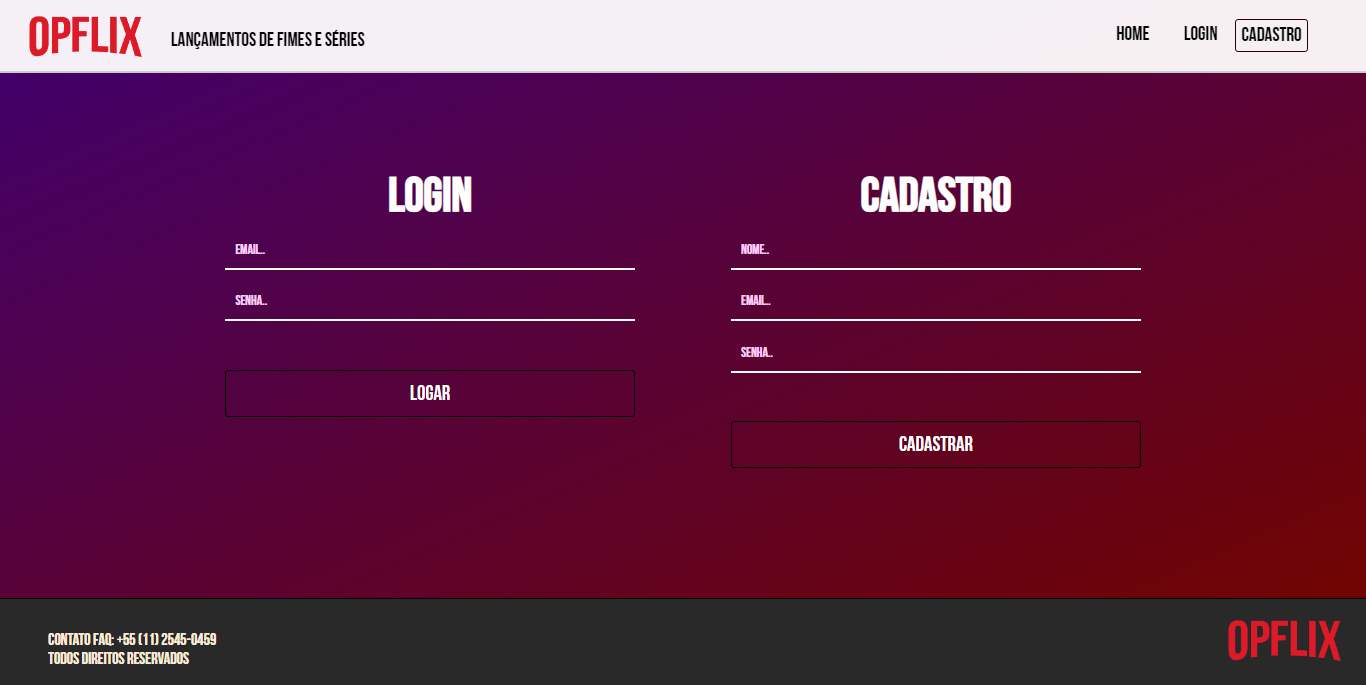 OPFLIX
LANÇAMENTOS DE FIMES E SÉRIES
HOME
LOGIN
CADASTRO
LOGIN
EMAIL..
SENHA..
LOGAR
CADASTRO
NOME..
EMAIL..
SENHA..
CADASTRAR
CONTATO FAQ: +55 (11) 2545-0459
TODOS DIREITOS RESERVADOS
OPFLIX